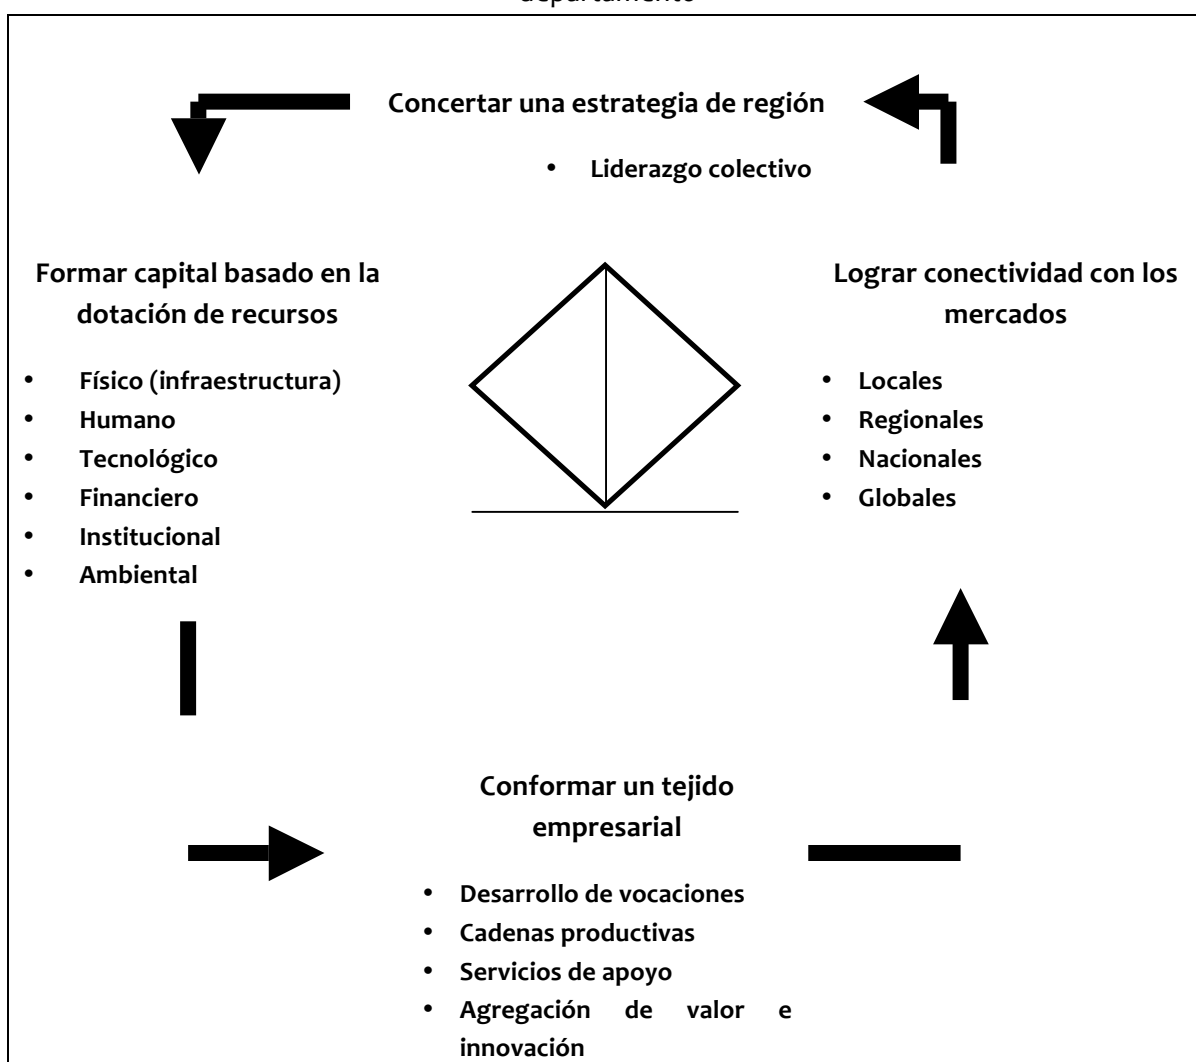 departamento
Concertar una estrategia de región
• Liderazgo colectivo
Formar capital basado en la
dotación de recursos
• Físico (infraestructura)
• Humano
• Tecnológico
• Financiero
• Institucional
• Ambiental
Lograr conectividad con los
mercados
• Locales
• Regionales
• Nacionales
• Globales
Conformar un tejido
empresarial
• Desarrollo de vocaciones
• Cadenas productivas
• Servicios de apoyo
• Agregación de valor e
innovación